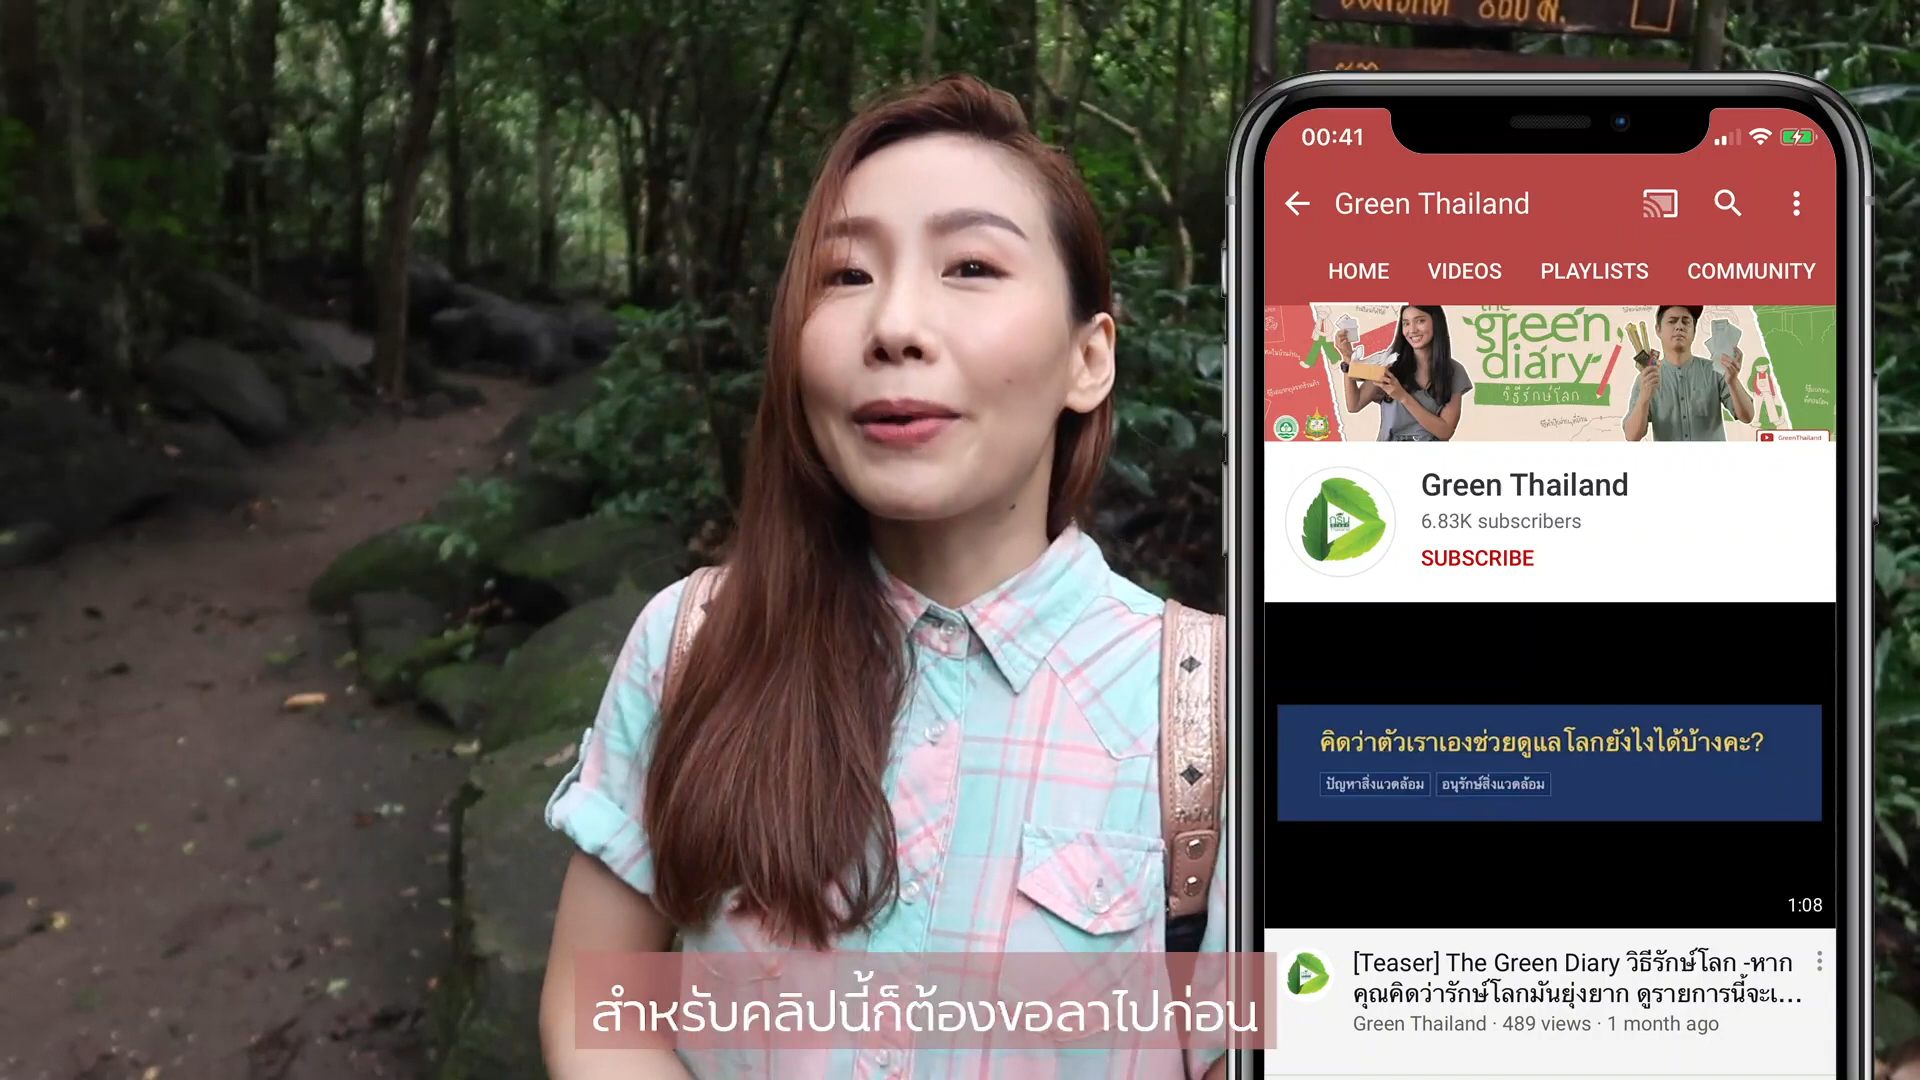 800 ม.
00:41
Green Thailand
HOME VIDEOS PLAYLISTS COMMUNITY
the
green
diary
วิธีรักษ์โลก
GreenThailand
Green Thailand
6.83K subscribers
SUBSCRIBE
กรีน
คิดว่าตัวเราเองช่วยดูแลโลกยังไงได้บ้างคะ?
ปัญหาสิ่งแวดล้อม อนุรักษ์สิ่งแวดล้อม
1:08
[Teaser] The Green Diary วิธีรักษ์โลก -หาก
คุณคิดว่ารักษ์โลกมันยุ่งยาก ดูรายการนี้จะเ...
Green Thailand · 489 views · 1 month ago
สำหรับคลิปนี้ก็ต้องขอลาไปก่อน